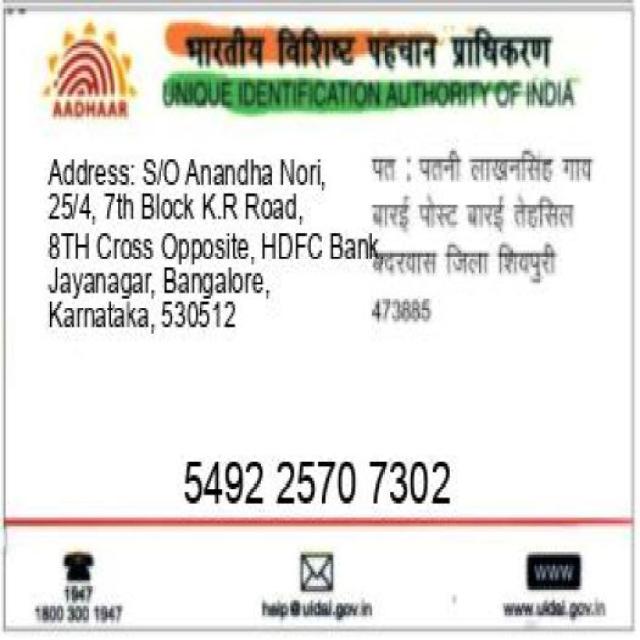 भारतीय विशिष्ट पहचान प्राधिकरण
UNIQUE IDENTIFICATION AUTHORITY OF INDIA
AADHAAR
Address: S/O Anandha Nori,
25/4, 7th Block K.R Road,
8TH Cross Opposite, HDFC Bank,
Jayanagar, Bangalore,
Karnataka, 530512
पत : पतनी लाखनसिंह गाय
बारई पोस्ट बारई तेहसिल
बदरवास जिला शिवपुरी
473885
5492 2570 7302
1947
1800 300 1947
help@uidai.gov.in
www
www.uidai.gov.in